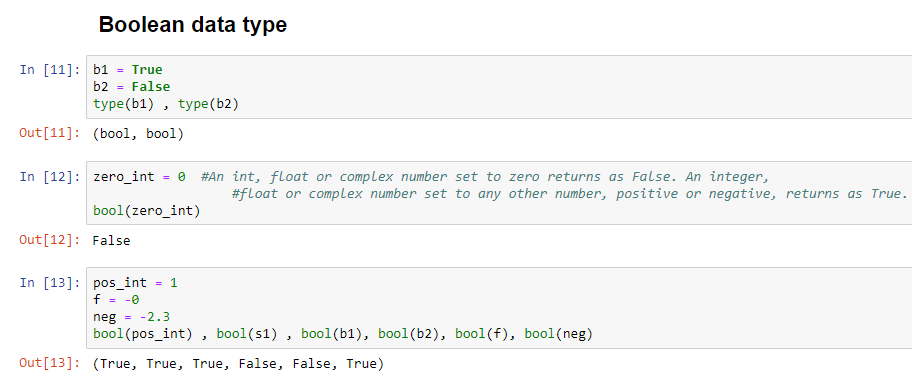 Boolean data type
In [11]: b1 = True
b2 = False
type(b1) , type(b2)
Out[11]: (bool, bool)
In [12]: zero_int = 0 #An int, float or complex number set to zero returns as False. An integer,
#float or complex number set to any other number, positive or negative, returns as True.
bool(zero_int)
Out[12]: False
In [13]: pos_int = 1
f = -0
neg = -2.3
bool(pos_int) , bool(s1) , bool(b1), bool(b2), bool(f), bool(neg)
Out[13]: (True, True, True, False, False, True)